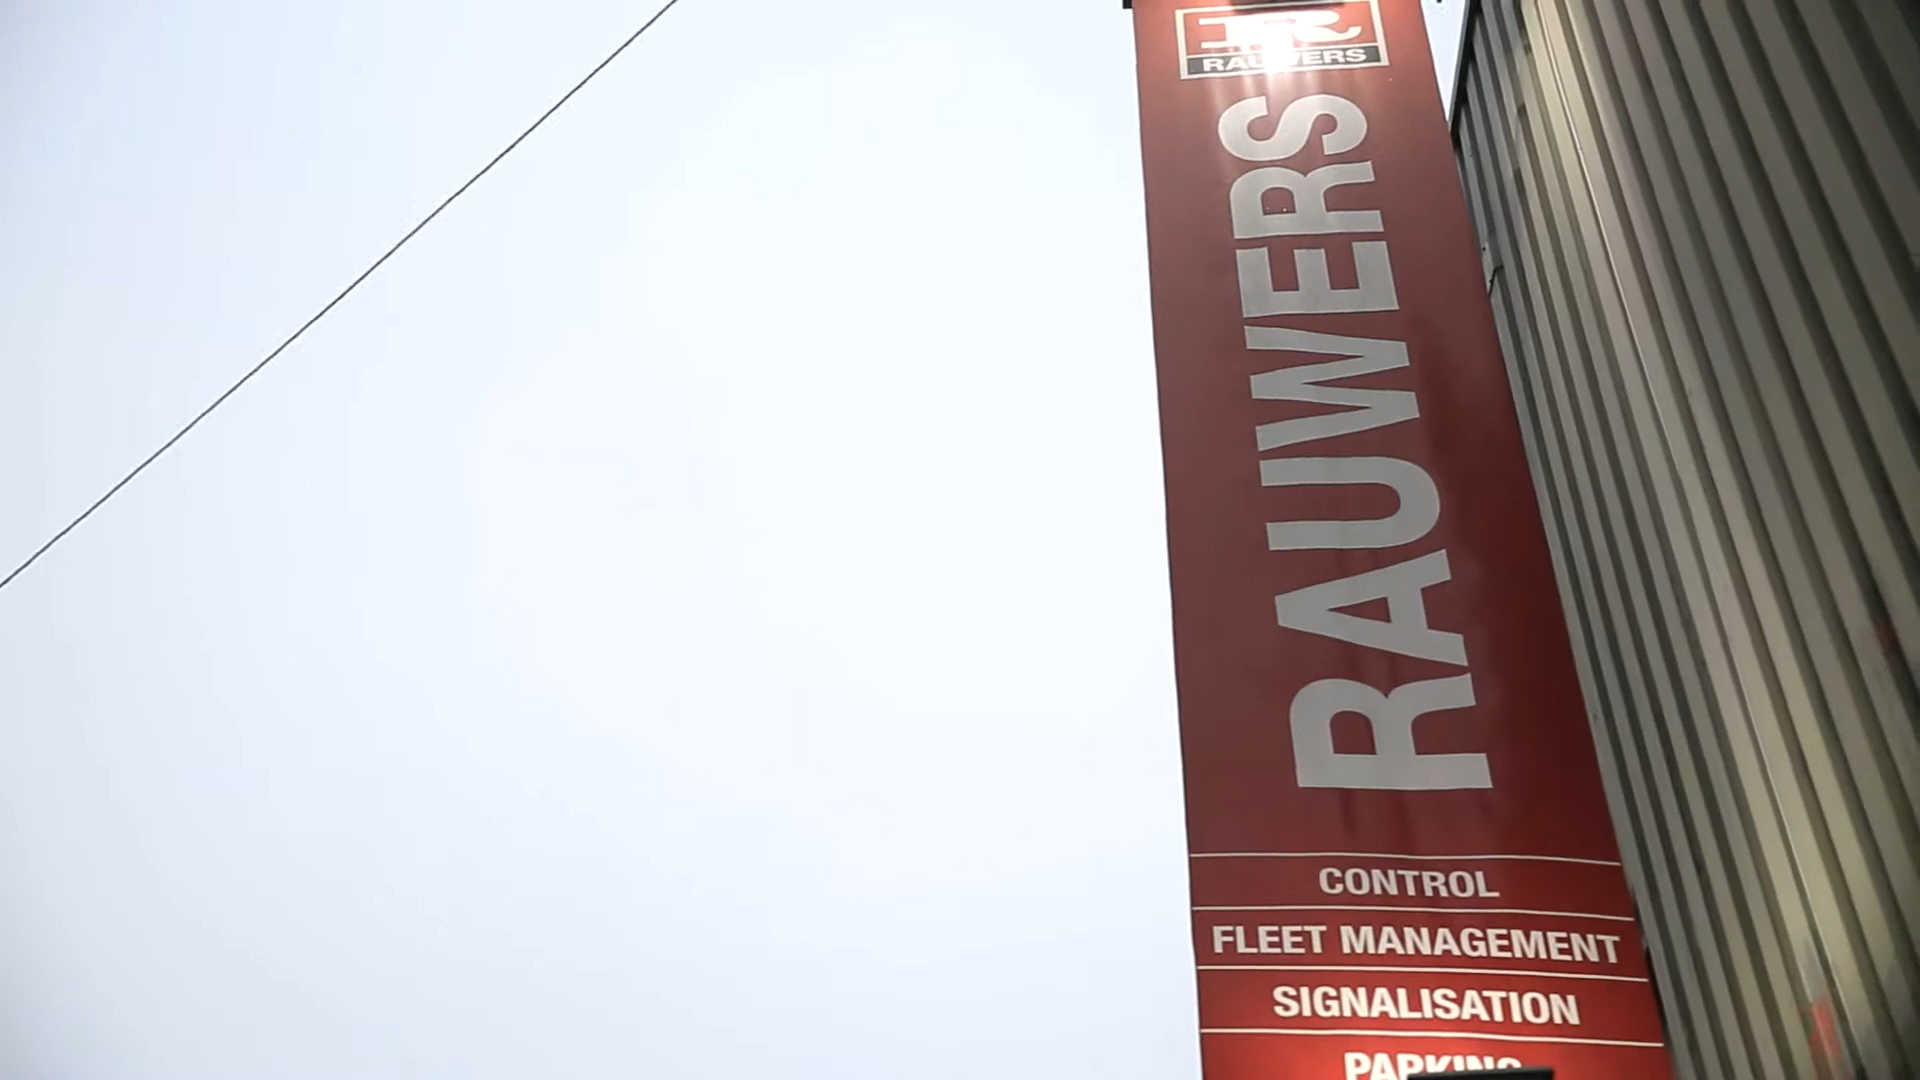 RAUWERS
RAUWERS
CONTROL
FLEET MANAGEMENT
SIGNALISATION
PARKING